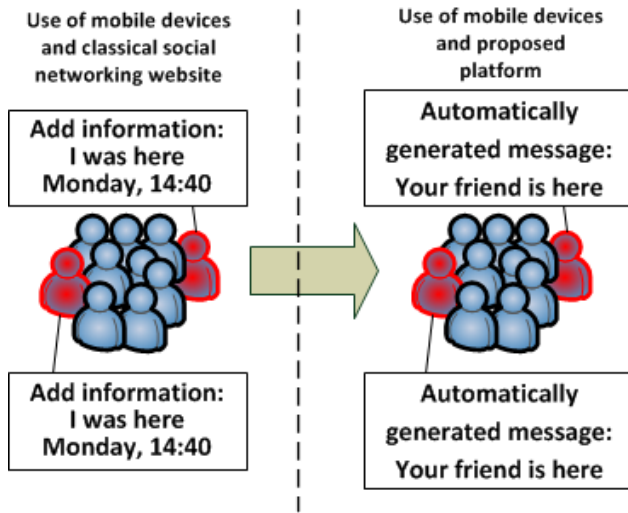 Use of mobile devices
and classical social
networking website
Add information:
I was here
Monday, 14:40
Add information:
I was here
Monday, 14:40
Use of mobile devices
and proposed
platform
Automatically
generated message:
Your friend is here
Automatically
generated message:
Your friend is here